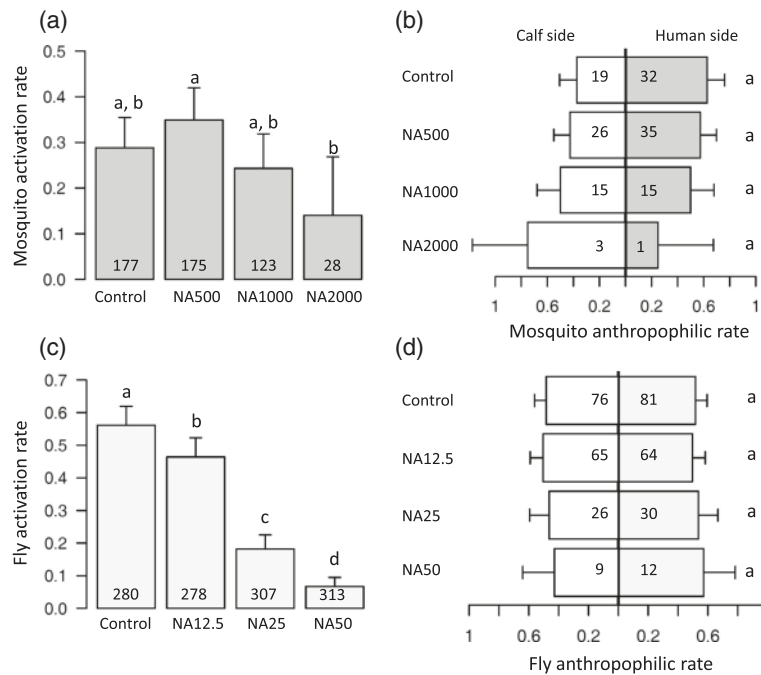 (a)
Mosquito activation rate
0.5
0.4
0.3
0.2
0.1
0.0
a, b
a
a, b
b
177
175
123
28
Control
NA500
NA1000
NA2000
(b)
Calf side
Human side
Control
19
32
a
NA500
26
35
a
NA1000
15
15
a
NA2000
3
1
a
1
0.6
0.2
0.2
0.6
1
Mosquito anthropophilic rate
(c)
Fly activation rate
0.7
0.6
0.5
0.4
0.3
0.2
0.1
0.0
a
b
c
d
280
278
307
313
Control
NA12.5
NA25
NA50
(d)
Control
76
81
a
NA12.5
65
64
a
NA25
26
30
a
NA50
9
12
a
1
0.6
0.2
0.2
0.6
Fly anthropophilic rate